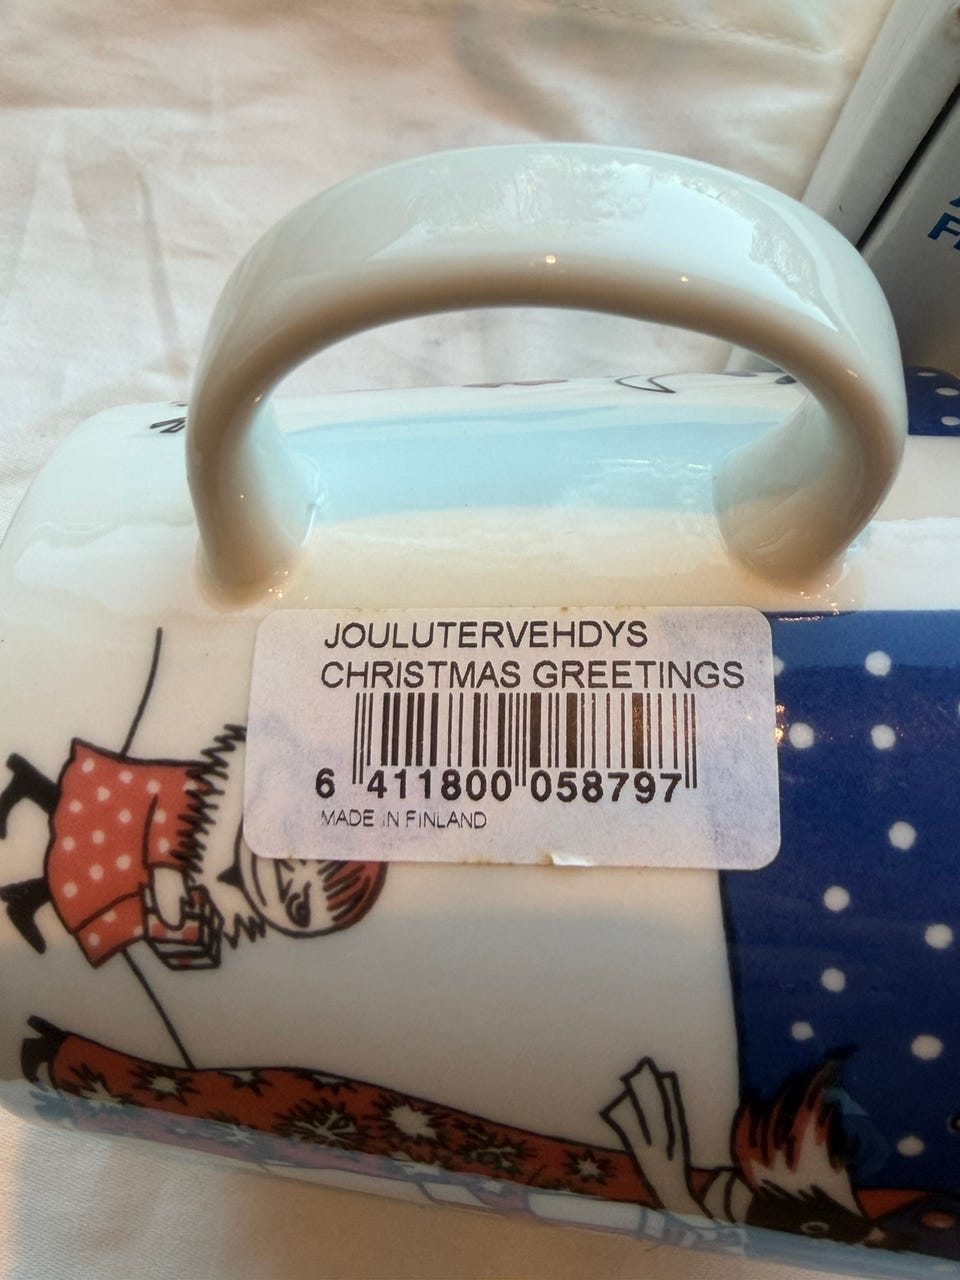 JOULUTERVEHDYS
CHRISTMAS GREETINGS
6 411800 058797
MADE IN FINLAND